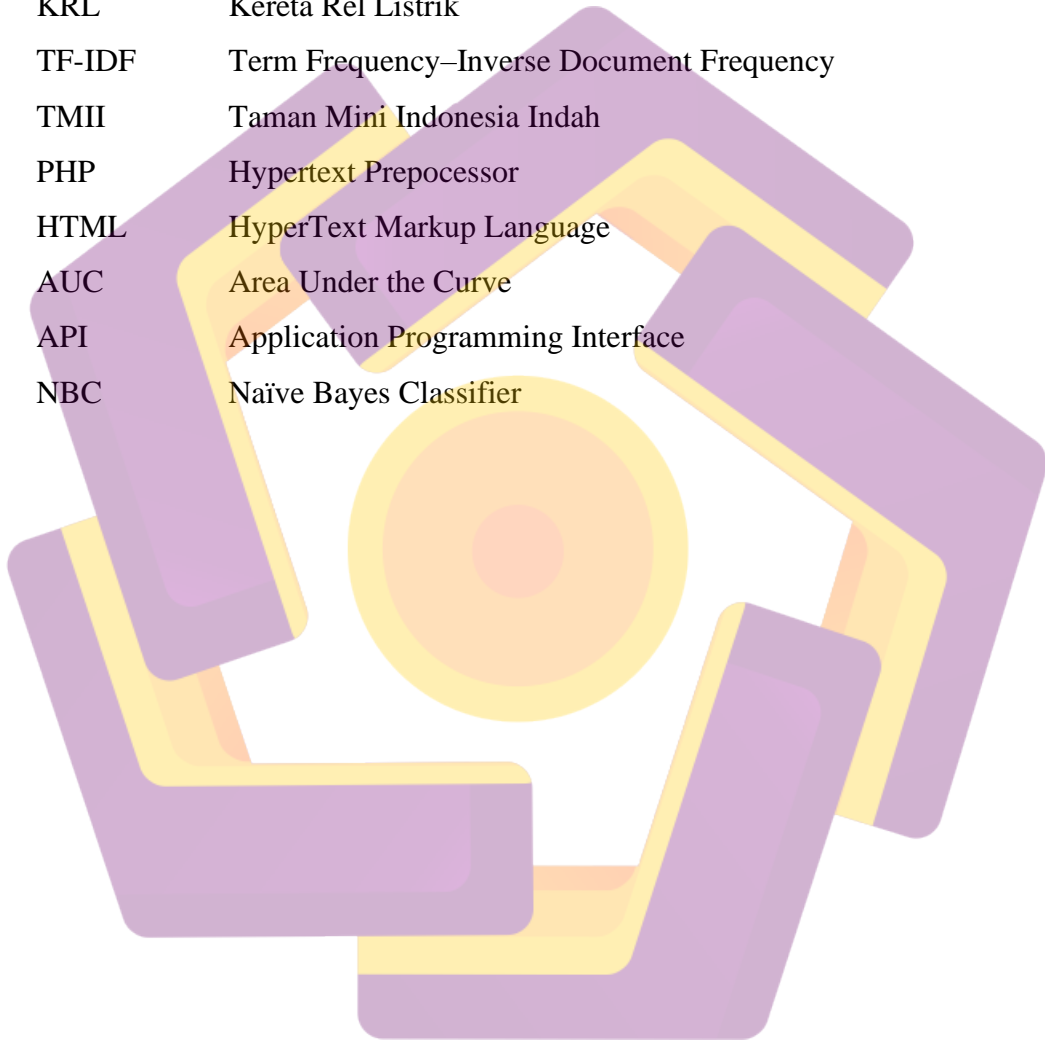 KRL Kereta Rel Listrik
TF-IDF Term Frequency–Inverse Document Frequency
TMII Taman Mini Indonesia Indah
PHP Hypertext Prepocessor
HTML HyperText Markup Language
AUC Area Under the Curve
API Application Programming Interface
NBC Naïve Bayes Classifier